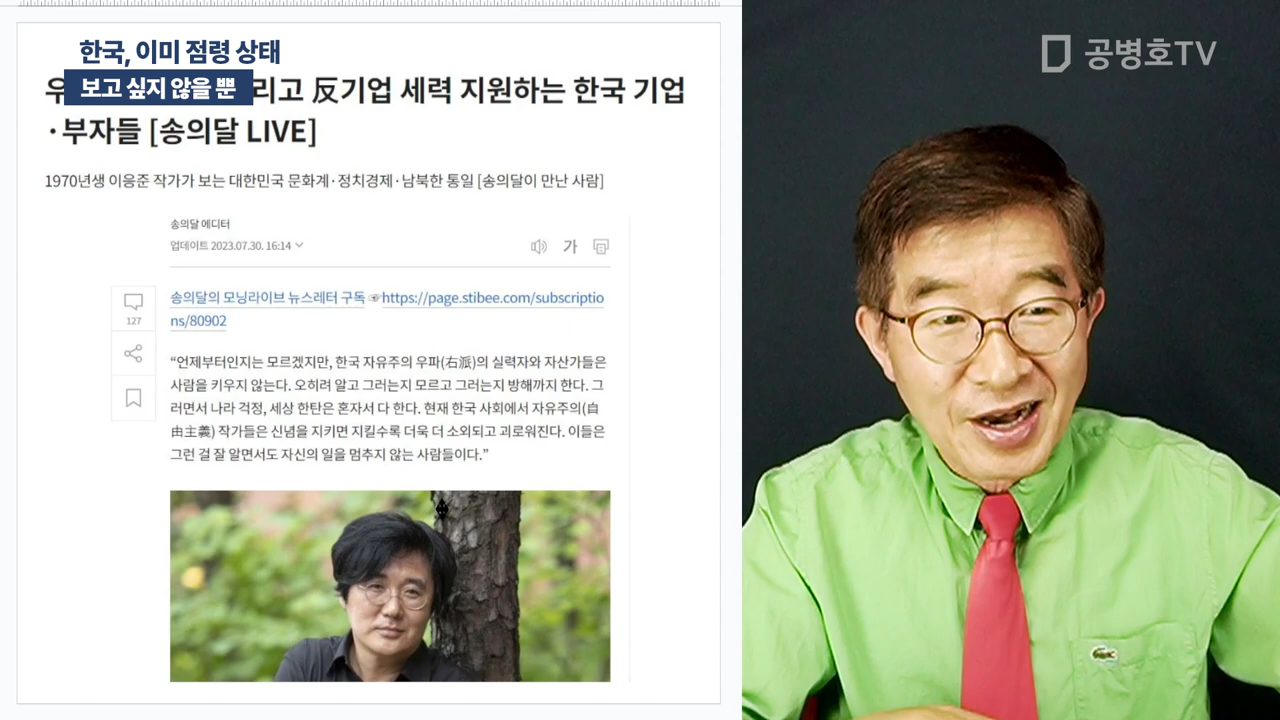 한국, 이미 점령 상태
보고 싶지 않을 뿐
공병호TV
우 리고 反기업 세력 지원하는 한국 기업
·부자들 [송의달 LIVE]
1970년생 이응준 작가가 보는 대한민국 문화계·정치경제·남북한 통일 [송의달이 만난 사람]
송의달 에디터
업데이트 2023.07.30. 16:14
가
송의달의 모닝라이브 뉴스레터 구독 ☞https://page.stibee.com/subscriptio
ns/80902
127
“언제부터인지는 모르겠지만, 한국 자유주의 우파(右派)의 실력자와 자산가들은
사람을 키우지 않는다. 오히려 알고 그러는지 모르고 그러는지 방해까지 한다. 그
러면서 나라 걱정, 세상 한탄은 혼자서 다 한다. 현재 한국 사회에서 자유주의(自
由主義) 작가들은 신념을 지키면 지킬수록 더욱 더 소외되고 괴로워진다. 이들은
그런 걸 잘 알면서도 자신의 일을 멈추지 않는 사람들이다.”